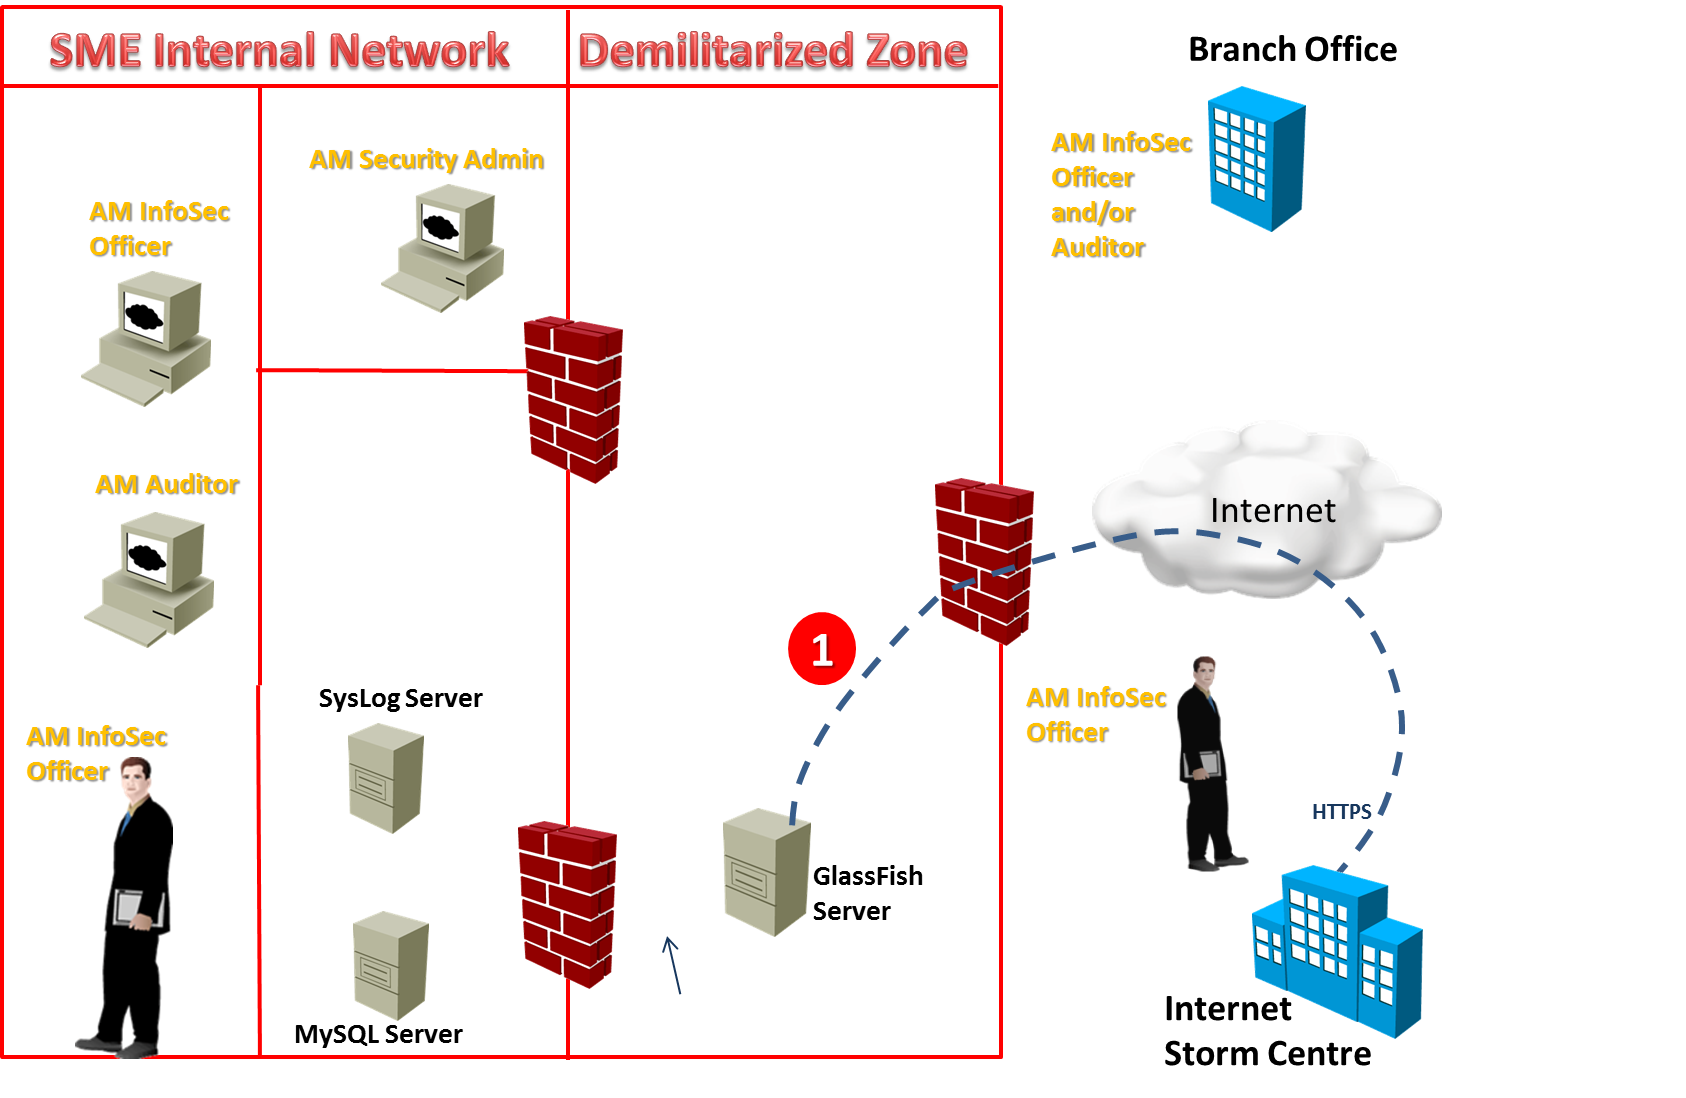 SME Internal Network
Demilitarized Zone
Branch Office
AM Security Admin
AM InfoSec
Officer
AM InfoSec
Officer
and/or
Auditor
AM Auditor
Internet
1
SysLog Server
AM InfoSec
Officer
AM InfoSec
Officer
HTTPS
GlassFish
Server
MySQL Server
Internet
Storm Centre